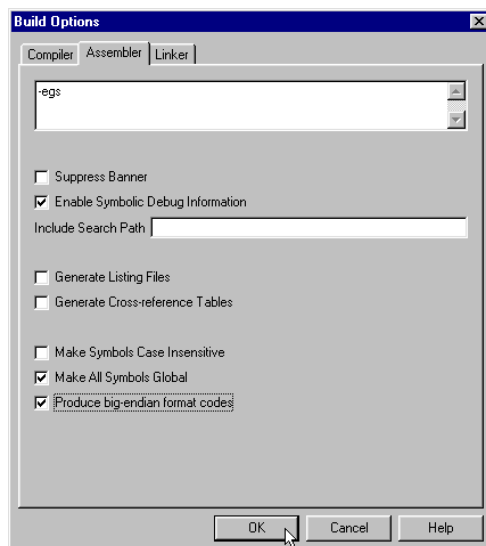 Build Options
Compiler Assembler Linker
-egs
Suppress Banner
Enable Symbolic Debug Information
Include Search Path
Generate Listing Files
Generate Cross-reference Tables
Make Symbols Case Insensitive
Make All Symbols Global
Produce big-endian format codes
OK Cancel Help